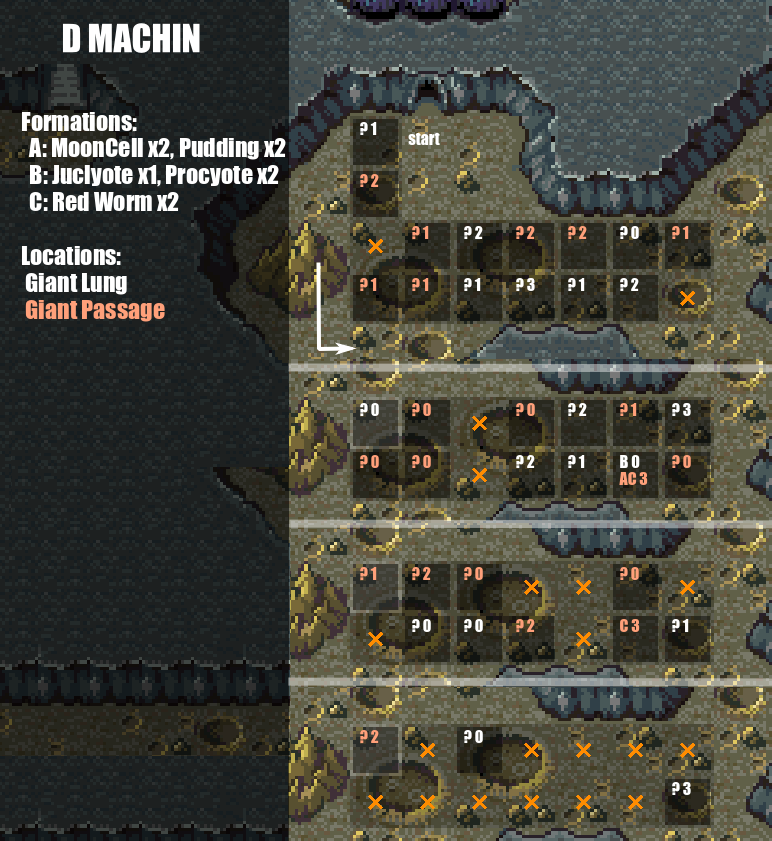 D MACHIN
Formations:
A: MoonCell x2, Pudding x2
B: Juclyote x1, Procyote x2
C: Red Worm x2
Locations:
Giant Lung
Giant Passage
?1
start
?2
?1 ?2 ?2 ?2 ?0 ?1
?1 ?1 ?1 ?3 ?1 ?2
?0 ?0 ?0 ?2 ?1 ?3
?0 ?0 ?2 ?1 B0 ?0
AC3
?1 ?2 ?0 ?0
?0 ?0 ?2 C3 ?1
?2 ?0
?3